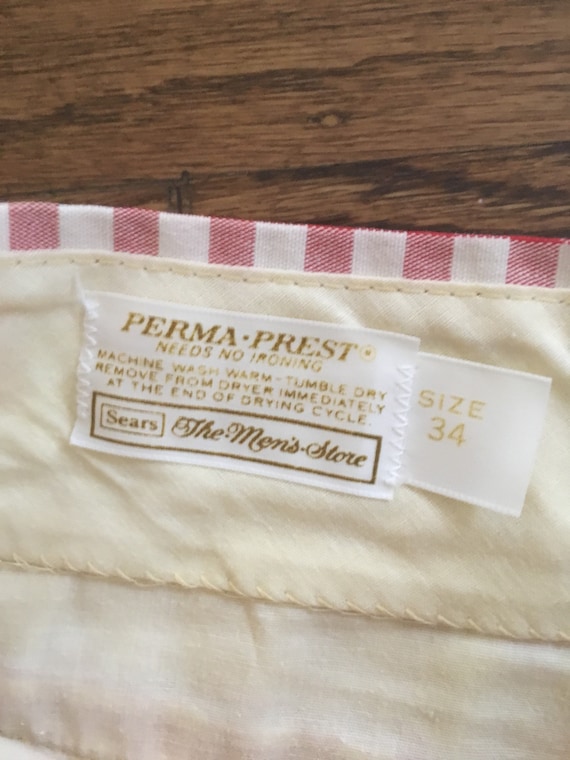 PERMA·PREST®
NEEDS NO IRONING
MACHINE WASH WARM-TUMBLE DRY
REMOVE FROM DRYER IMMEDIATELY
AT THE END OF DRYING CYCLE.
Sears The·Men's·Store
SIZE
34